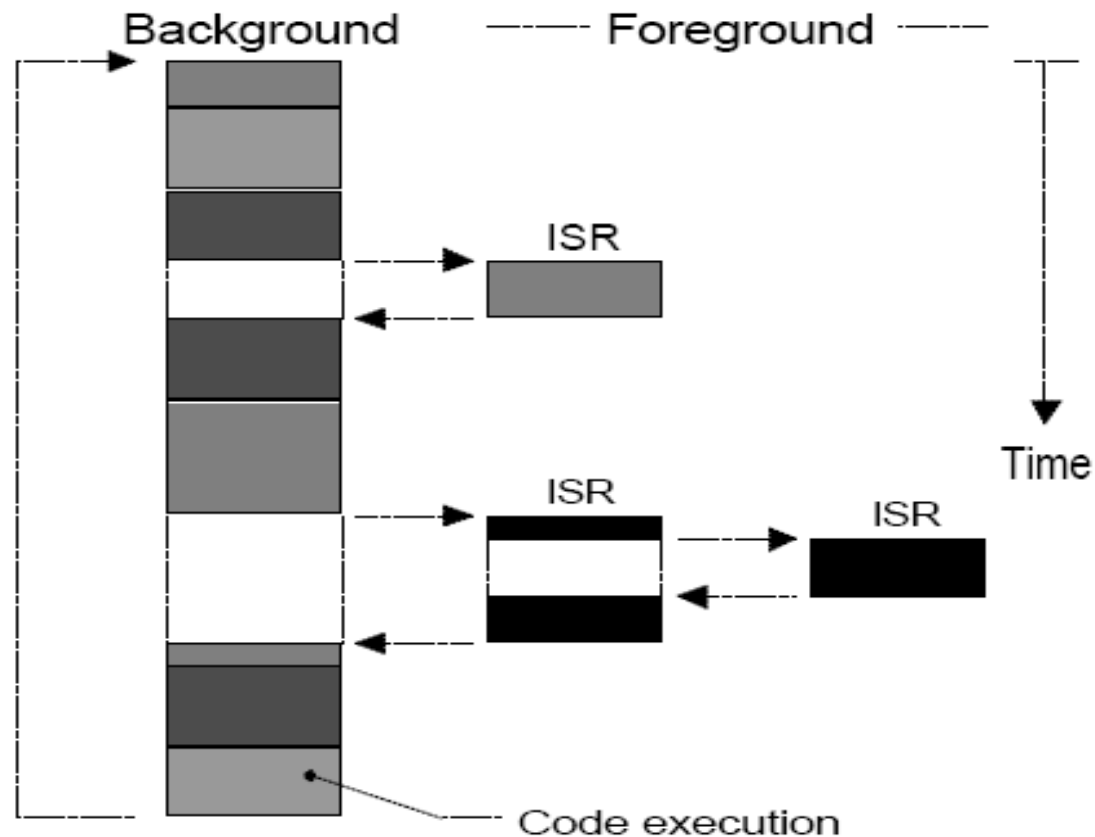 Background
Foreground
ISR
Time
ISR
ISR
Code execution